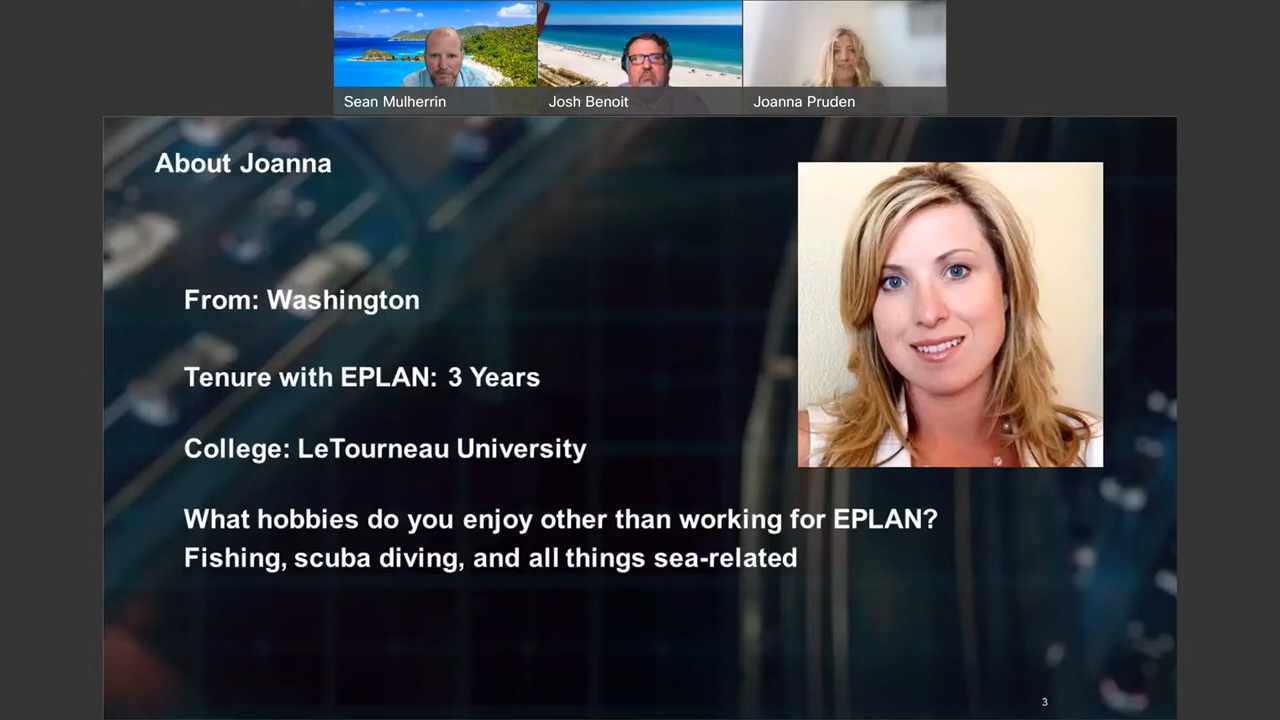 Sean Mulherrin
Josh Benoit
Joanna Pruden
About Joanna
From: Washington
Tenure with EPLAN: 3 Years
College: LeTourneau University
What hobbies do you enjoy other than working for EPLAN?
Fishing, scuba diving, and all things sea-related
3